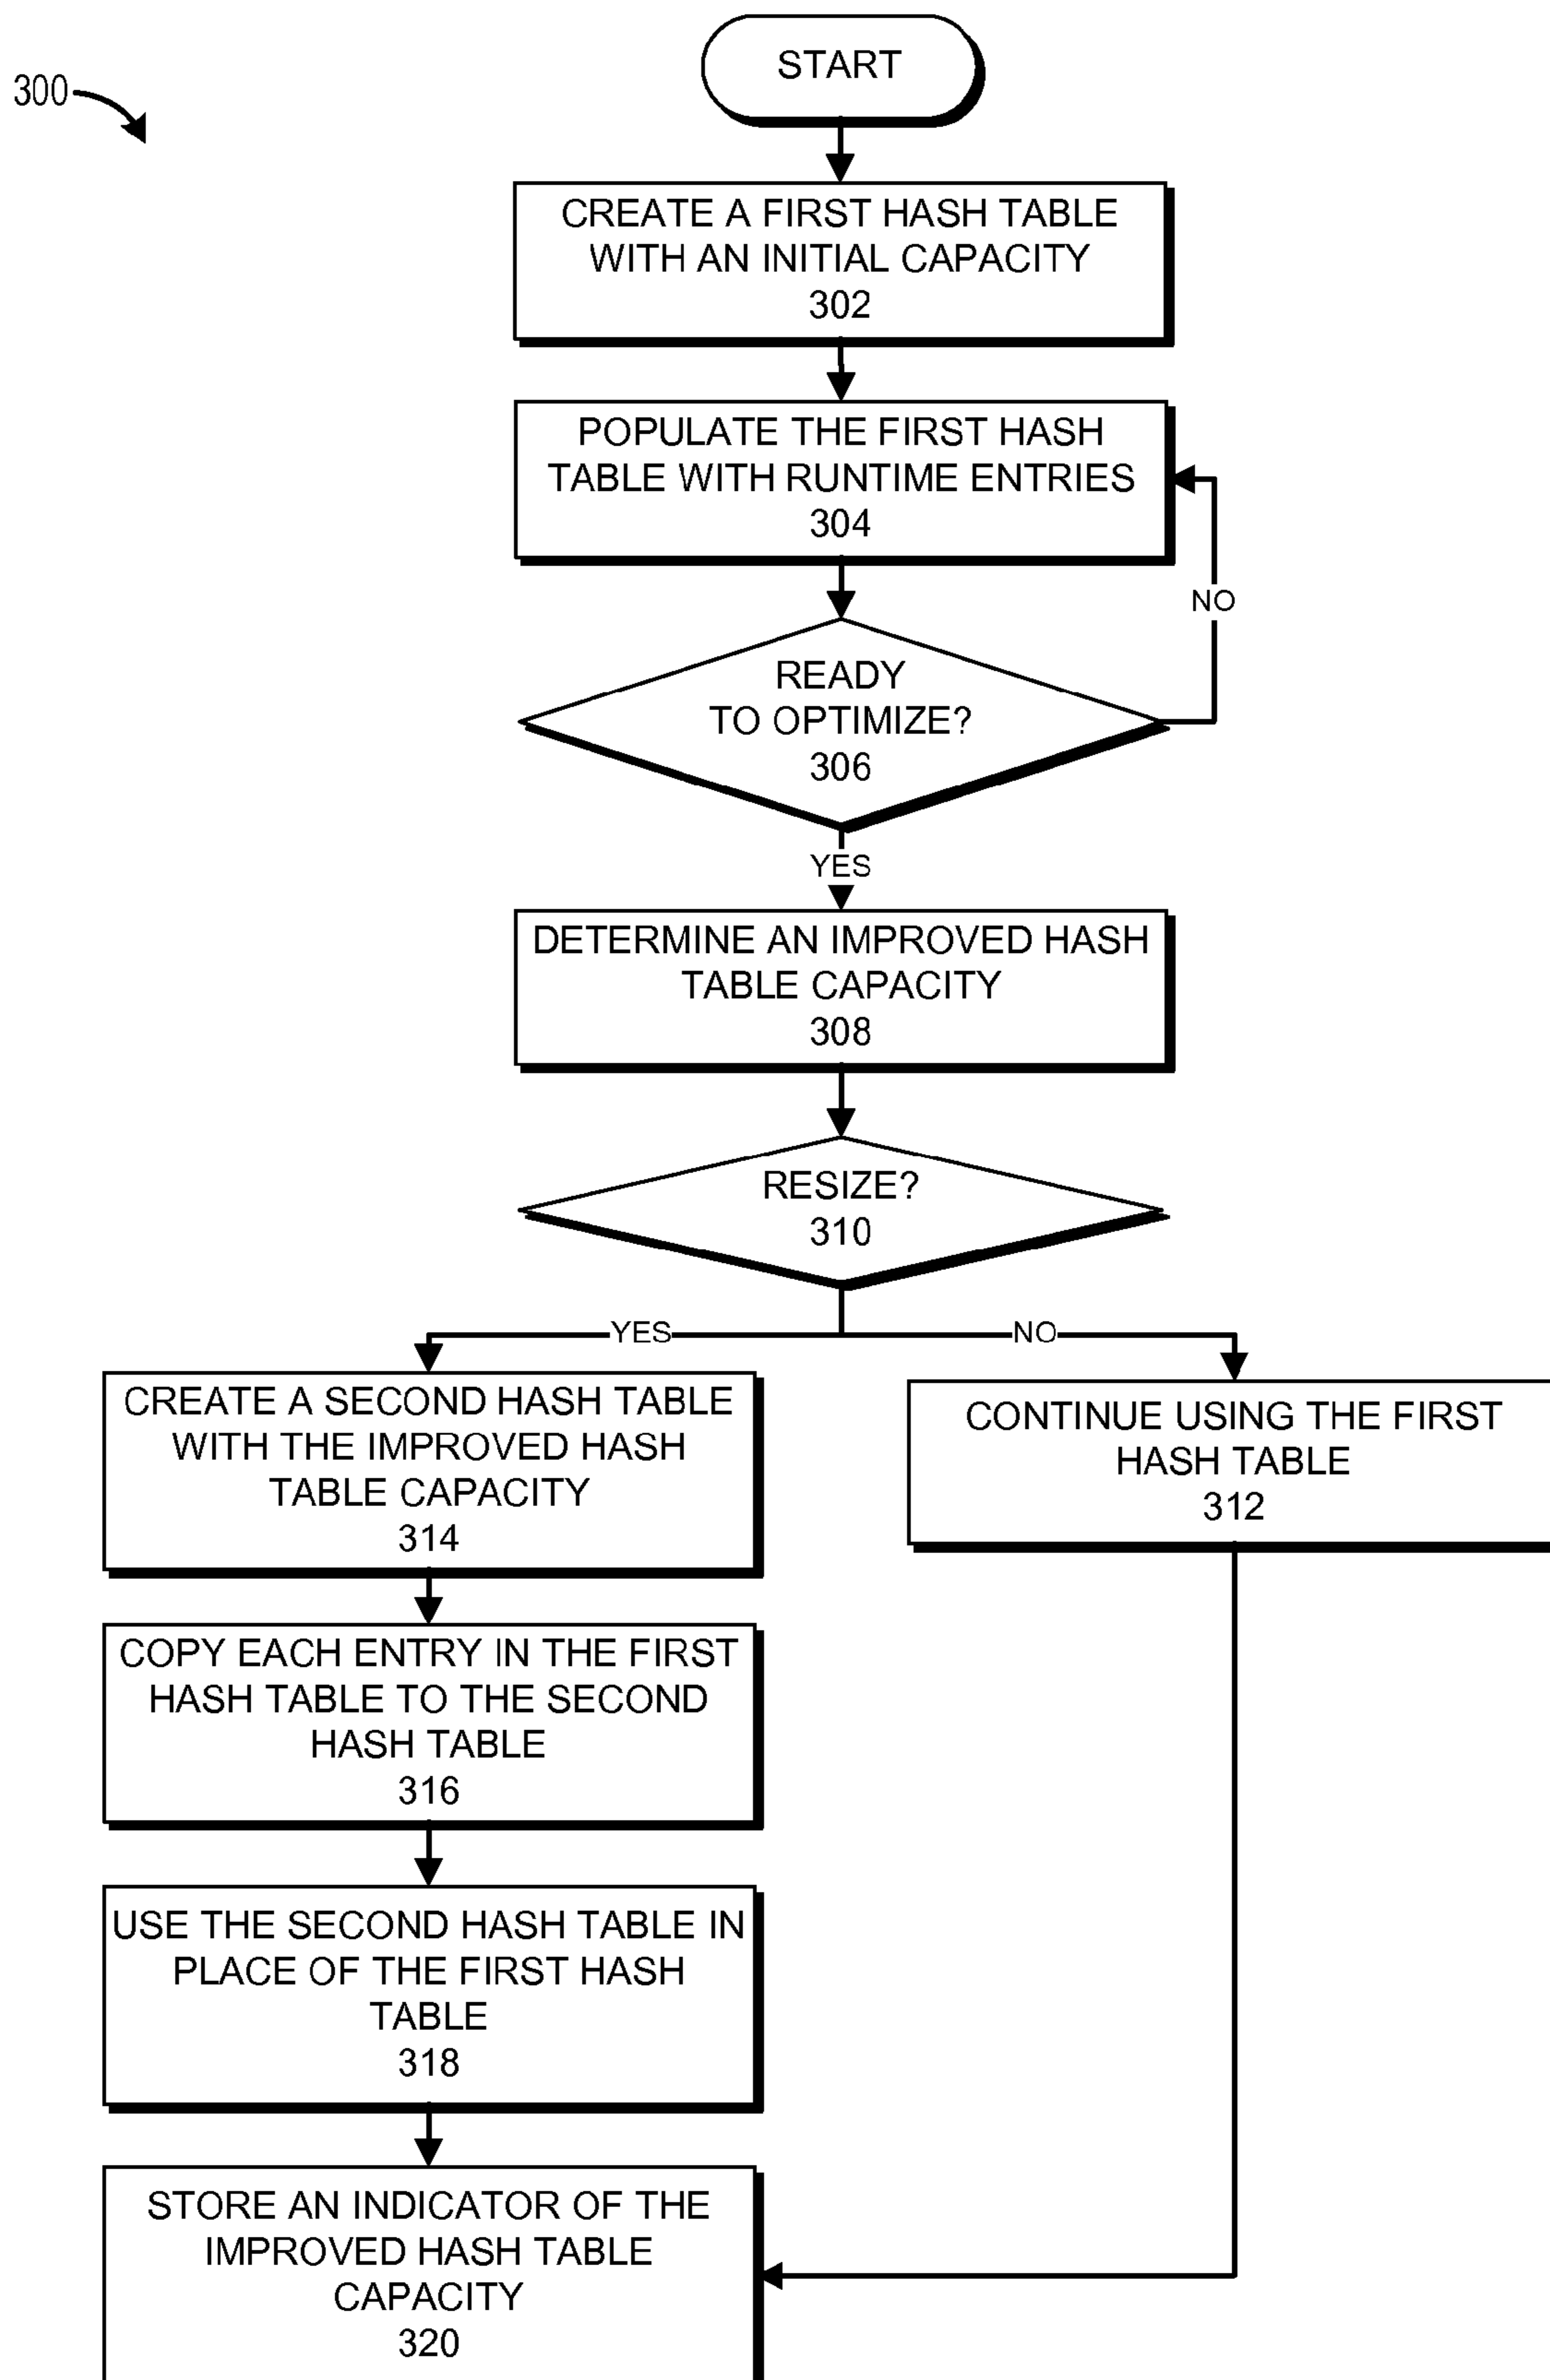 START
300
CREATE A FIRST HASH TABLE
WITH AN INITIAL CAPACITY
302
POPULATE THE FIRST HASH
TABLE WITH RUNTIME ENTRIES
304
NO
READY
TO OPTIMIZE?
306
YES
DETERMINE AN IMPROVED HASH
TABLE CAPACITY
308
RESIZE?
310
YES
NO
CREATE A SECOND HASH TABLE
WITH THE IMPROVED HASH
TABLE CAPACITY
314
CONTINUE USING THE FIRST
HASH TABLE
312
COPY EACH ENTRY IN THE FIRST
HASH TABLE TO THE SECOND
HASH TABLE
316
USE THE SECOND HASH TABLE IN
PLACE OF THE FIRST HASH
TABLE
318
STORE AN INDICATOR OF THE
IMPROVED HASH TABLE
CAPACITY
320